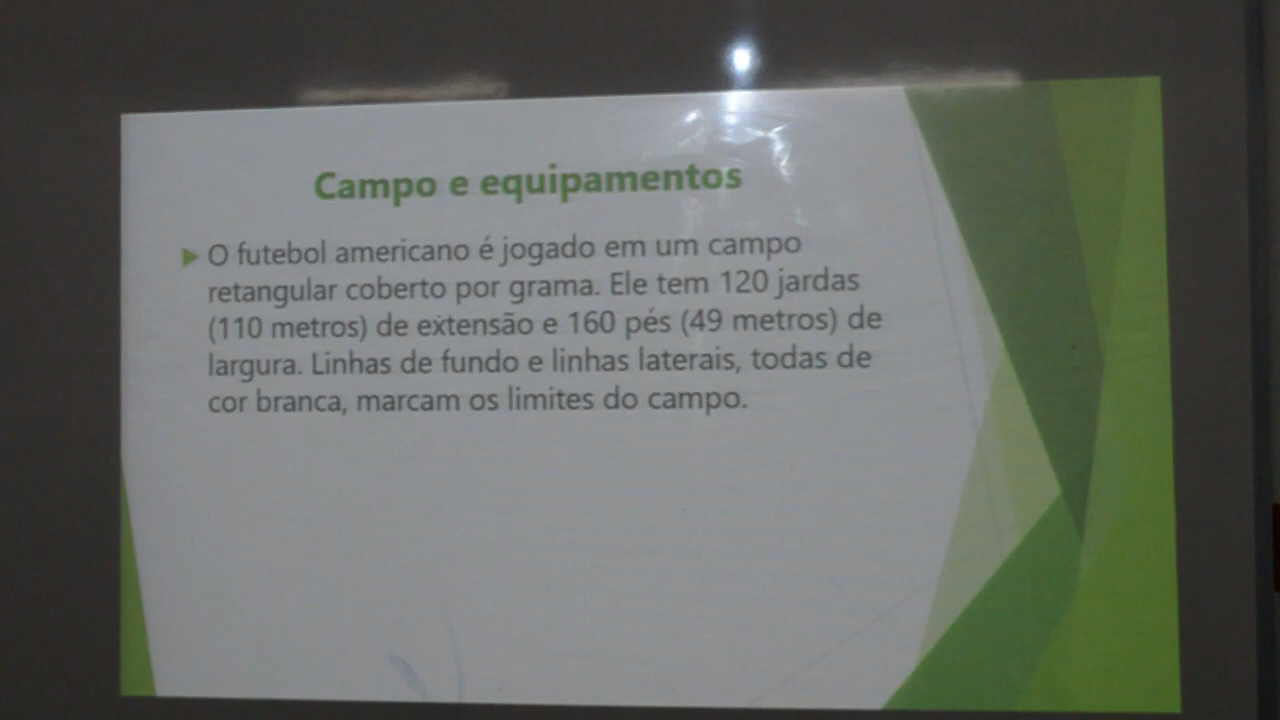 Campo e equipamentos
O futebol americano é jogado em um campo
retangular coberto por grama. Ele tem 120 jardas
(110 metros) de extensão e 160 pés (49 metros) de
largura. Linhas de fundo e linhas laterais, todas de
cor branca, marcam os limites do campo.